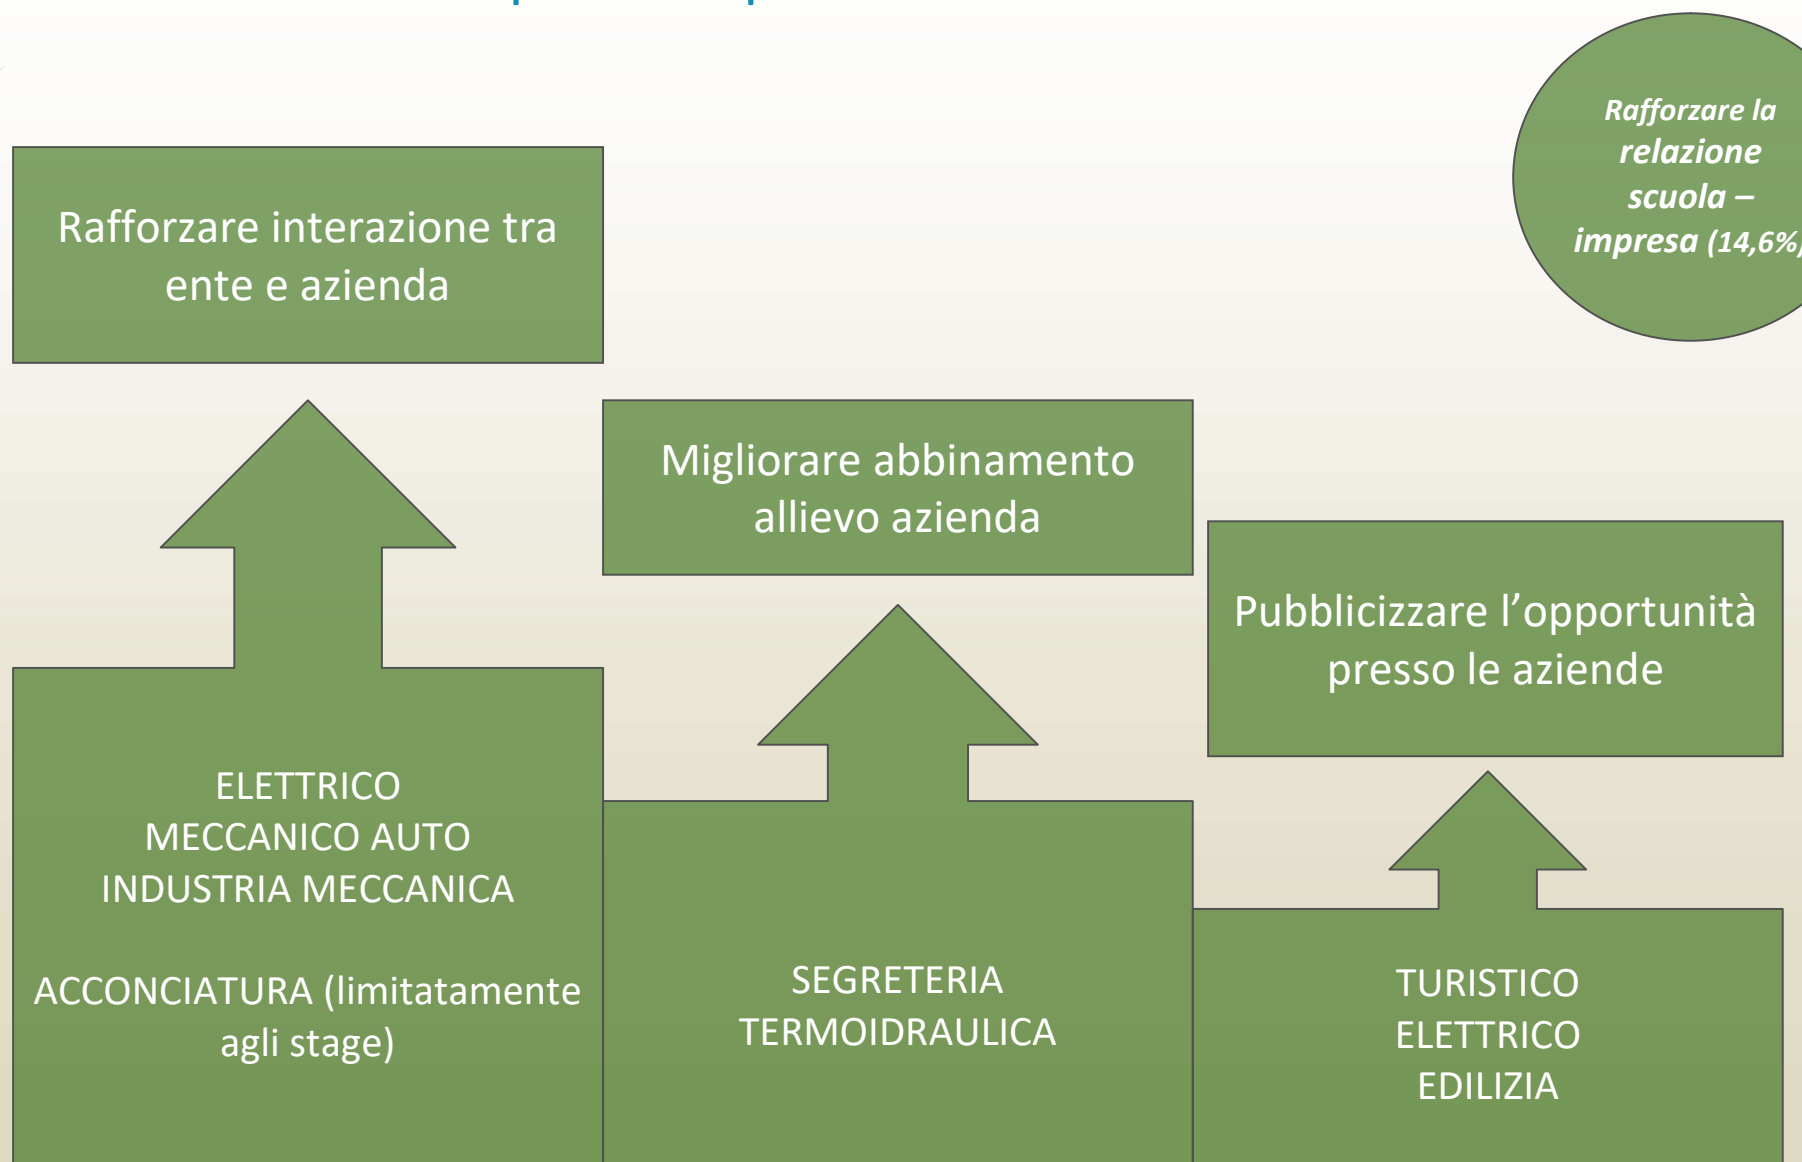 Rafforzare la
relazione
scuola –
impresa (14,6%)
Rafforzare interazione tra
ente e azienda
Migliorare abbinamento
allievo azienda
Pubblicizzare l’opportunità
presso le aziende
ELETTRICO
MECCANICO AUTO
INDUSTRIA MECCANICA
ACCONCIATURA (limitatamente
agli stage)
SEGRETERIA
TERMOIDRAULICA
TURISTICO
ELETTRICO
EDILIZIA